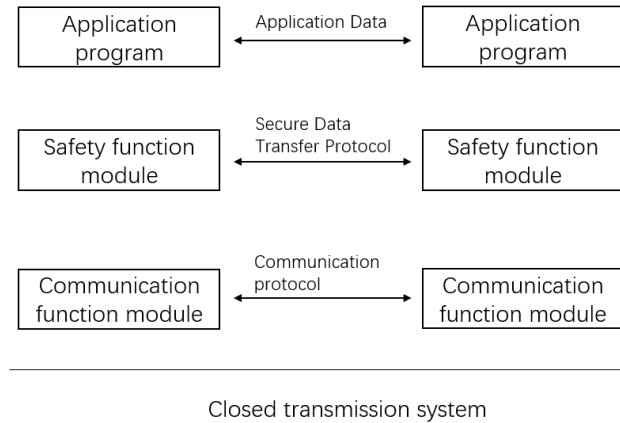 Application
program
Application Data
Application
program
Safety function
module
Secure Data
Transfer Protocol
Safety function
module
Communication
function module
Communication
protocol
Communication
function module
Closed transmission system